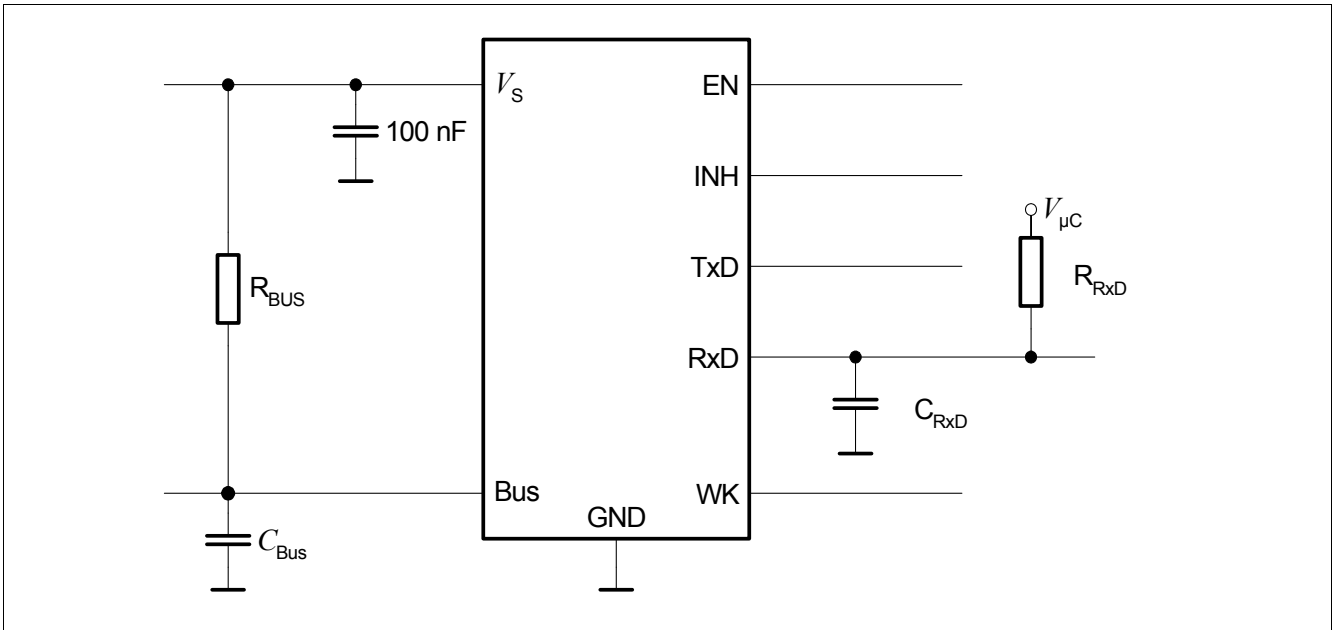 V_S
EN
100 nF
INH
V_µC
TxD
R_RxD
R_BUS
RxD
C_RxD
Bus
WK
GND
C_Bus